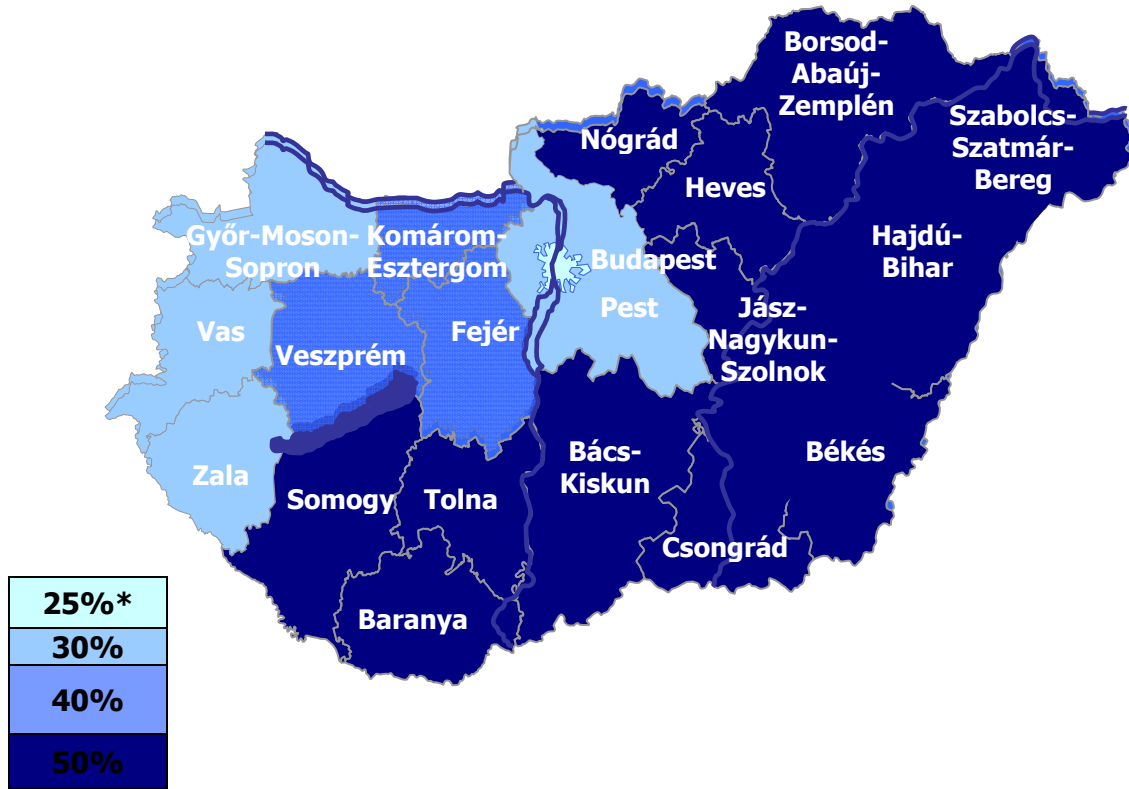 Borsod-
Abaúj-
Zemplén
Szabolcs-
Szatmár-
Bereg
Nógrád
Heves
Győr-Moson-
Sopron
Komárom-
Esztergom
Budapest
Hajdú-
Bihar
Pest
Vas
Veszprém
Fejér
Jász-
Nagykun-
Szolnok
Zala
Somogy
Tolna
Bács-
Kiskun
Békés
Csongrád
Baranya
25%*
30%
40%
50%